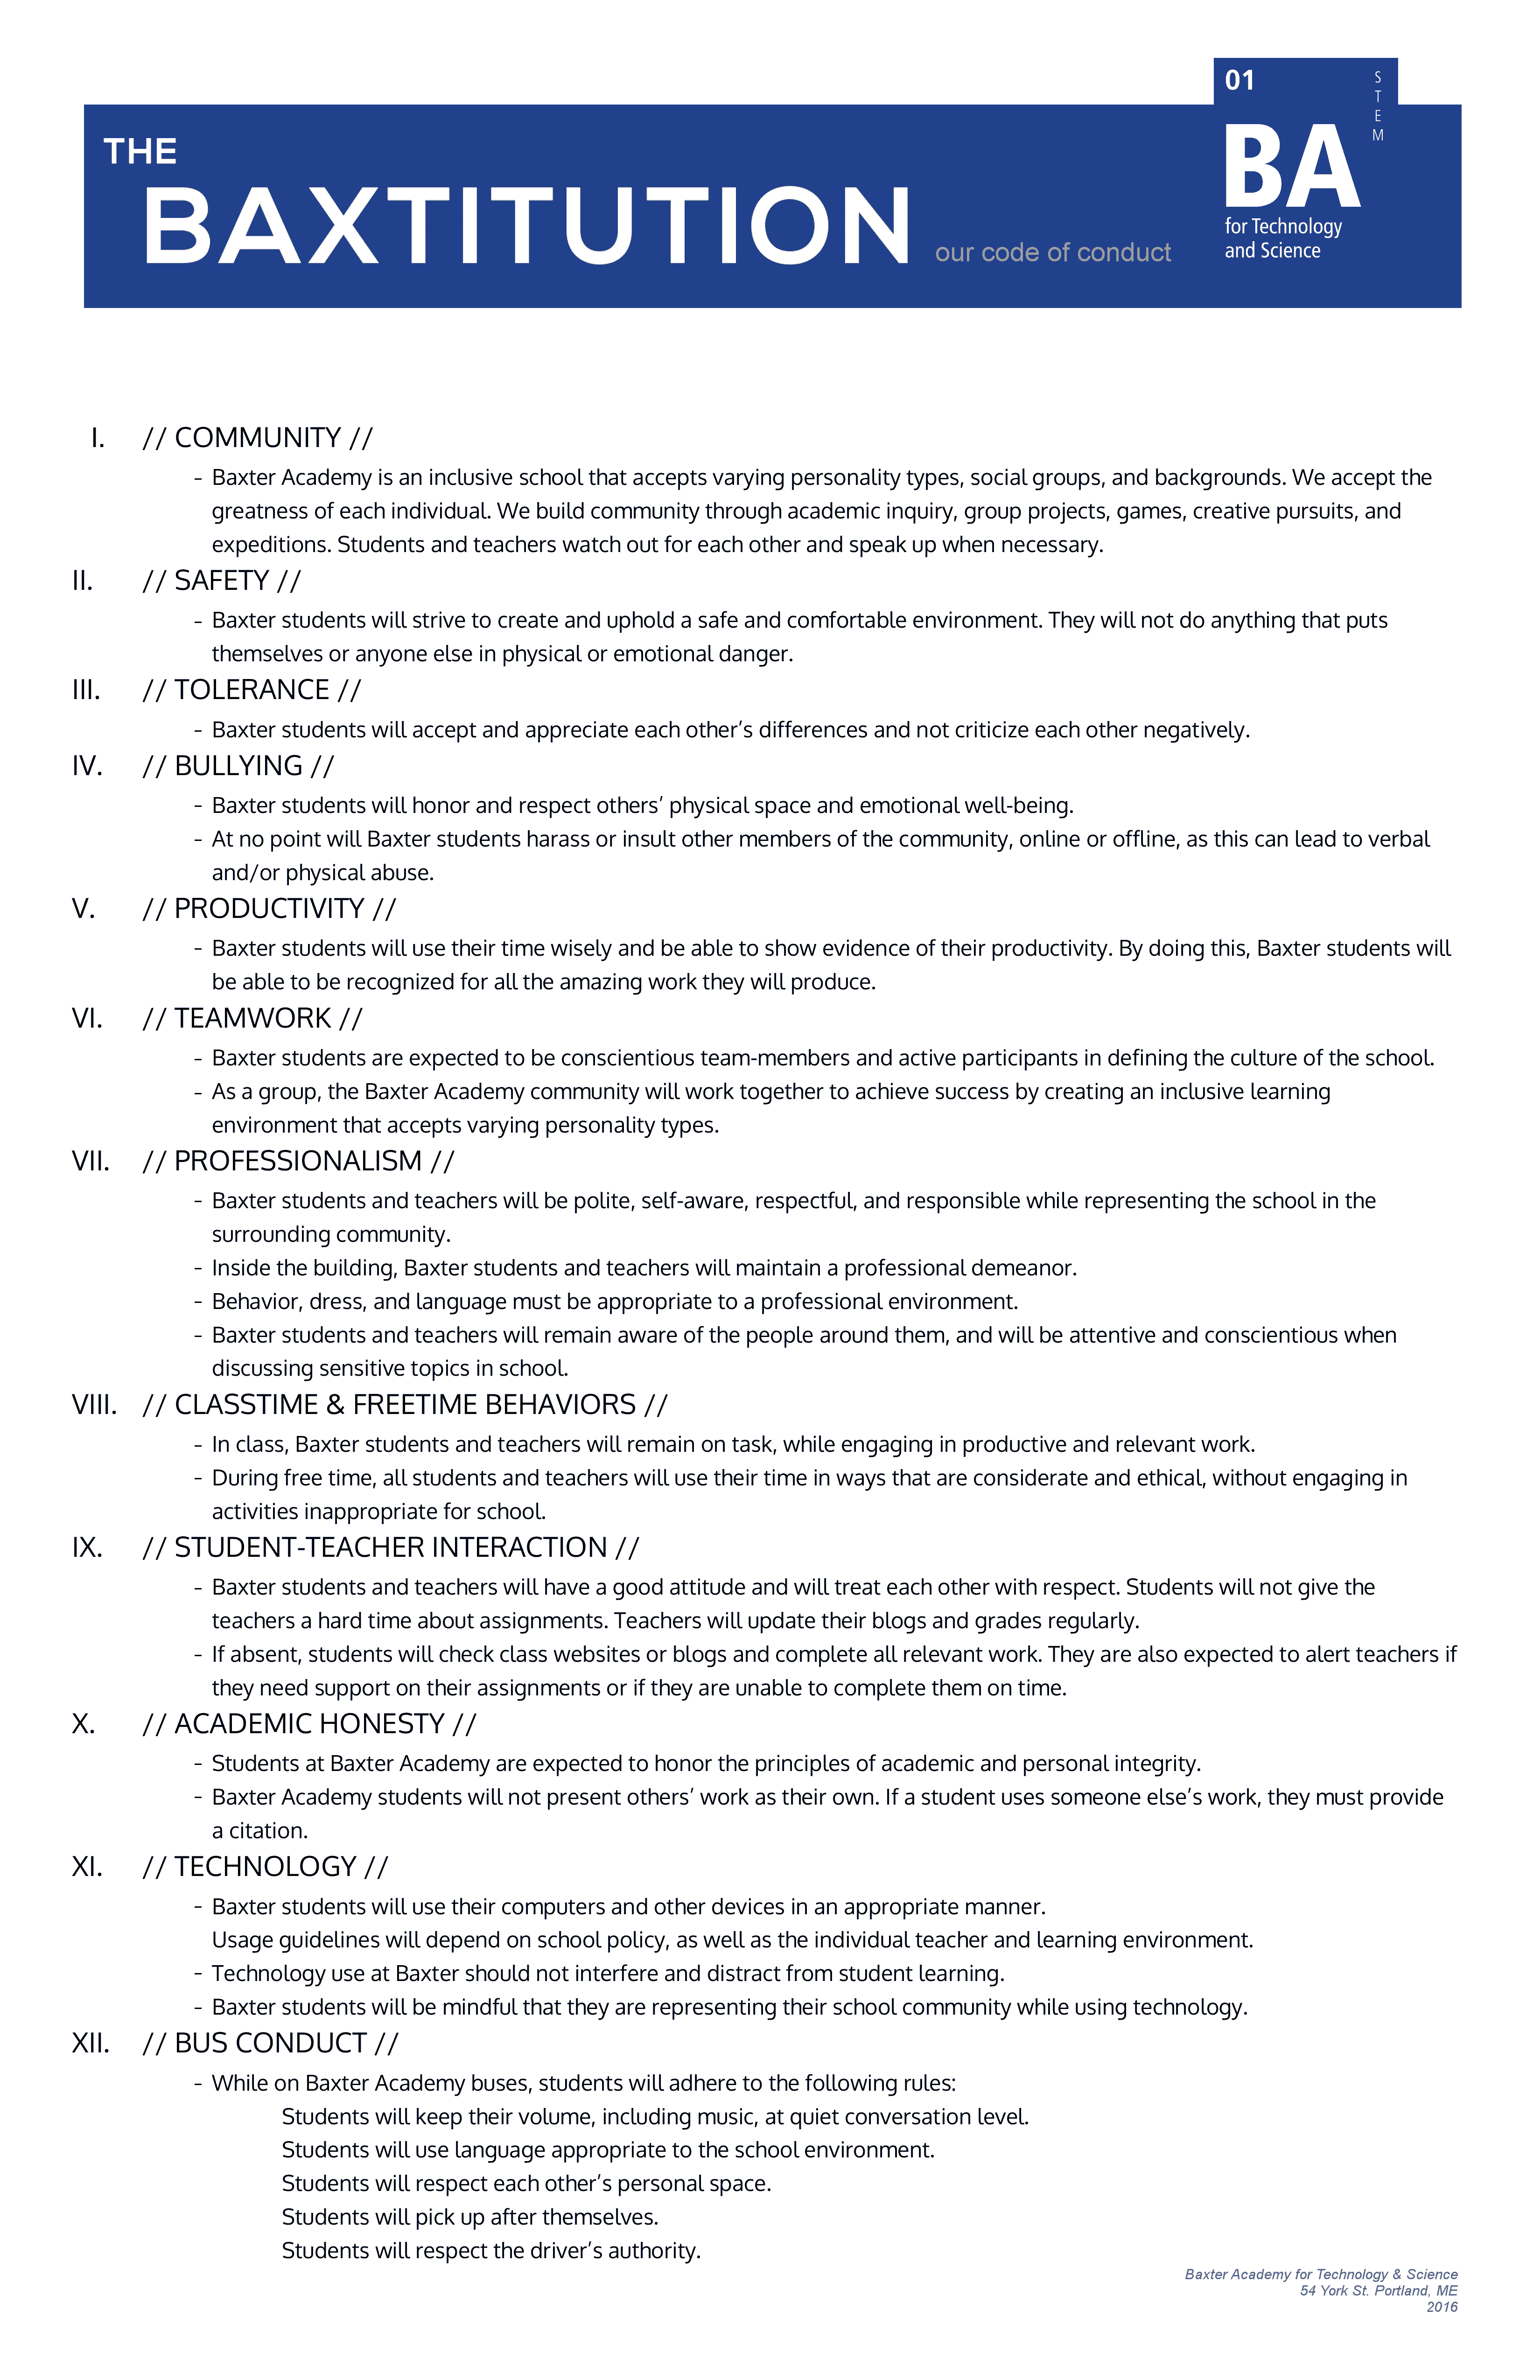 01
S
T
E
M
THE
BAXTITUTION our code of conduct
BA
for Technology
and Science
I. // COMMUNITY //
- Baxter Academy is an inclusive school that accepts varying personality types, social groups, and backgrounds. We accept the
greatness of each individual. We build community through academic inquiry, group projects, games, creative pursuits, and
expeditions. Students and teachers watch out for each other and speak up when necessary.
II. // SAFETY //
- Baxter students will strive to create and uphold a safe and comfortable environment. They will not do anything that puts
themselves or anyone else in physical or emotional danger.
III. // TOLERANCE //
- Baxter students will accept and appreciate each other’s differences and not criticize each other negatively.
IV. // BULLYING //
- Baxter students will honor and respect others’ physical space and emotional well-being.
- At no point will Baxter students harass or insult other members of the community, online or offline, as this can lead to verbal
and/or physical abuse.
V. // PRODUCTIVITY //
- Baxter students will use their time wisely and be able to show evidence of their productivity. By doing this, Baxter students will
be able to be recognized for all the amazing work they will produce.
VI. // TEAMWORK //
- Baxter students are expected to be conscientious team-members and active participants in defining the culture of the school.
- As a group, the Baxter Academy community will work together to achieve success by creating an inclusive learning
environment that accepts varying personality types.
VII. // PROFESSIONALISM //
- Baxter students and teachers will be polite, self-aware, respectful, and responsible while representing the school in the
surrounding community.
- Inside the building, Baxter students and teachers will maintain a professional demeanor.
- Behavior, dress, and language must be appropriate to a professional environment.
- Baxter students and teachers will remain aware of the people around them, and will be attentive and conscientious when
discussing sensitive topics in school.
VIII. // CLASSTIME & FREETIME BEHAVIORS //
- In class, Baxter students and teachers will remain on task, while engaging in productive and relevant work.
- During free time, all students and teachers will use their time in ways that are considerate and ethical, without engaging in
activities inappropriate for school.
IX. // STUDENT-TEACHER INTERACTION //
- Baxter students and teachers will have a good attitude and will treat each other with respect. Students will not give the
teachers a hard time about assignments. Teachers will update their blogs and grades regularly.
- If absent, students will check class websites or blogs and complete all relevant work. They are also expected to alert teachers if
they need support on their assignments or if they are unable to complete them on time.
X. // ACADEMIC HONESTY //
- Students at Baxter Academy are expected to honor the principles of academic and personal integrity.
- Baxter Academy students will not present others’ work as their own. If a student uses someone else’s work, they must provide
a citation.
XI. // TECHNOLOGY //
- Baxter students will use their computers and other devices in an appropriate manner.
Usage guidelines will depend on school policy, as well as the individual teacher and learning environment.
- Technology use at Baxter should not interfere and distract from student learning.
- Baxter students will be mindful that they are representing their school community while using technology.
XII. // BUS CONDUCT //
- While on Baxter Academy buses, students will adhere to the following rules:
Students will keep their volume, including music, at quiet conversation level.
Students will use language appropriate to the school environment.
Students will respect each other’s personal space.
Students will pick up after themselves.
Students will respect the driver’s authority.
Baxter Academy for Technology & Science
54 York St. Portland, ME
2016